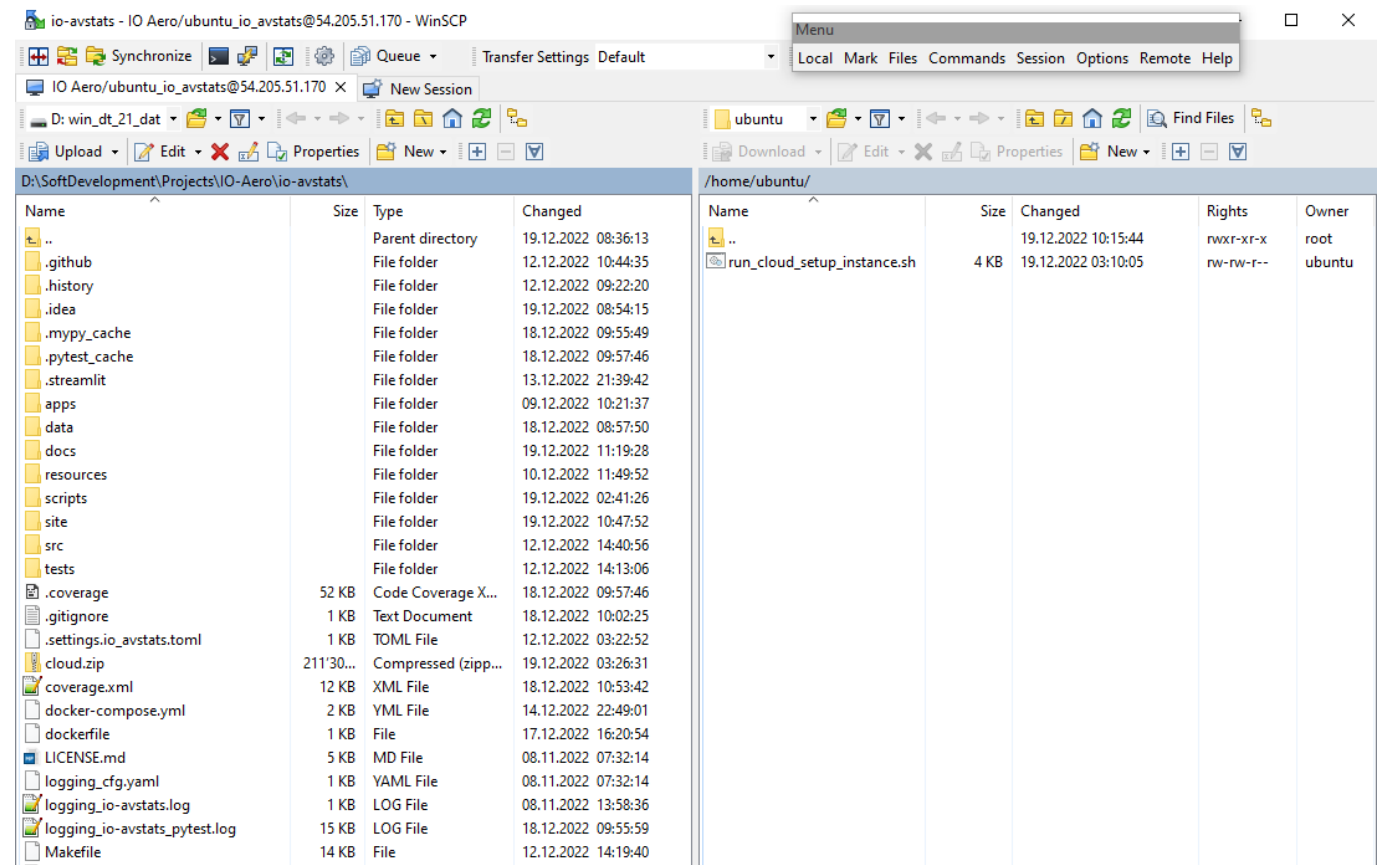 io-avstats - IO Aero/ubuntu_io_avstats@54.205.51.170 - WinSCP
Menu
Synchronize Queue Transfer Settings Default
Local Mark Files Commands Session Options Remote Help
IO Aero/ubuntu_io_avstats@54.205.51.170 New Session
D: win_dt_21_dat ubuntu Find Files
Upload Edit Properties New Download Edit Properties New
D:\SoftDevelopment\Projects\IO-Aero\io-avstats\ /home/ubuntu/
Name Size Type Changed Name Size Changed Rights Owner
.. Parent directory 19.12.2022 08:36:13 .. 19.12.2022 10:15:44 rwxr-xr-x root
.github File folder 12.12.2022 10:44:35 run_cloud_setup_instance.sh 4 KB 19.12.2022 03:10:05 rw-rw-r-- ubuntu
.history File folder 12.12.2022 09:22:20
.idea File folder 19.12.2022 08:54:15
.mypy_cache File folder 18.12.2022 09:55:49
.pytest_cache File folder 18.12.2022 09:57:46
.streamlit File folder 13.12.2022 21:39:42
apps File folder 09.12.2022 10:21:37
data File folder 18.12.2022 08:57:50
docs File folder 19.12.2022 11:19:28
resources File folder 10.12.2022 11:49:52
scripts File folder 19.12.2022 02:41:26
site File folder 19.12.2022 10:47:52
src File folder 12.12.2022 14:40:56
tests File folder 12.12.2022 14:13:06
.coverage 52 KB Code Coverage X... 18.12.2022 09:57:46
.gitignore 1 KB Text Document 18.12.2022 10:02:25
.settings.io_avstats.toml 1 KB TOML File 12.12.2022 03:22:52
cloud.zip 211'30... Compressed (zipp... 19.12.2022 03:26:31
coverage.xml 12 KB XML File 18.12.2022 10:53:42
docker-compose.yml 2 KB YML File 14.12.2022 22:49:01
dockerfile 1 KB File 17.12.2022 16:20:54
LICENSE.md 5 KB MD File 08.11.2022 07:32:14
logging_cfg.yaml 1 KB YAML File 08.11.2022 07:32:14
logging_io-avstats.log 1 KB LOG File 08.11.2022 13:58:36
logging_io-avstats_pytest.log 15 KB LOG File 18.12.2022 09:55:59
Makefile 14 KB File 12.12.2022 14:19:40